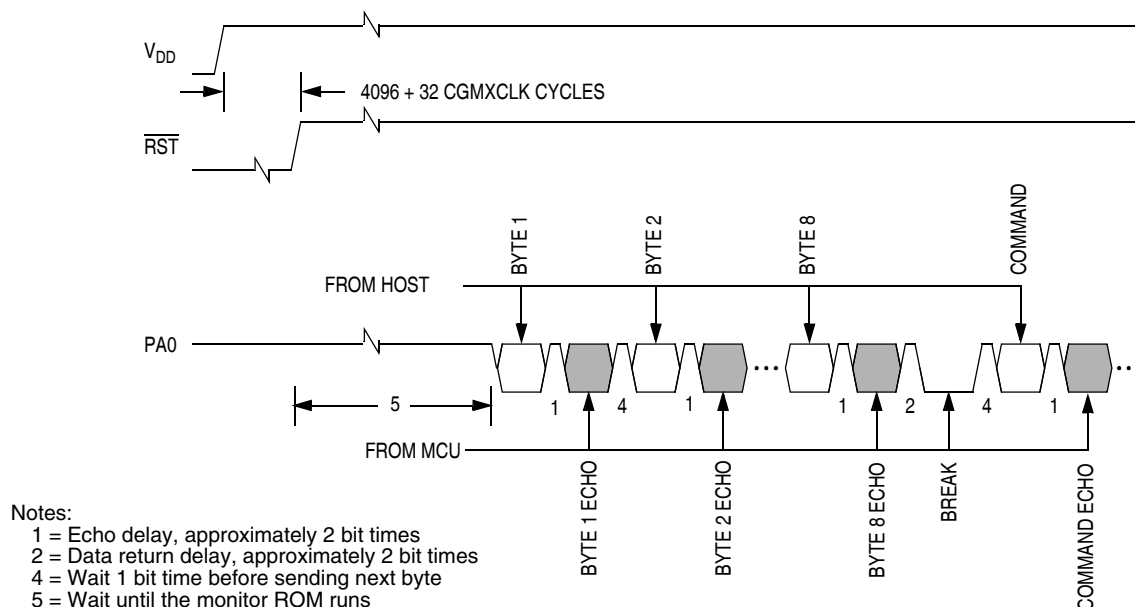 VDD
4096 + 32 CGMXCLK CYCLES
RST
FROM HOST
BYTE 1
BYTE 2
BYTE 8
COMMAND
PA0
5
1
4
1
1
2
4
1
FROM MCU
BYTE 1 ECHO
BYTE 2 ECHO
BYTE 8 ECHO
BREAK
COMMAND ECHO
Notes:
1 = Echo delay, approximately 2 bit times
2 = Data return delay, approximately 2 bit times
4 = Wait 1 bit time before sending next byte
5 = Wait until the monitor ROM runs